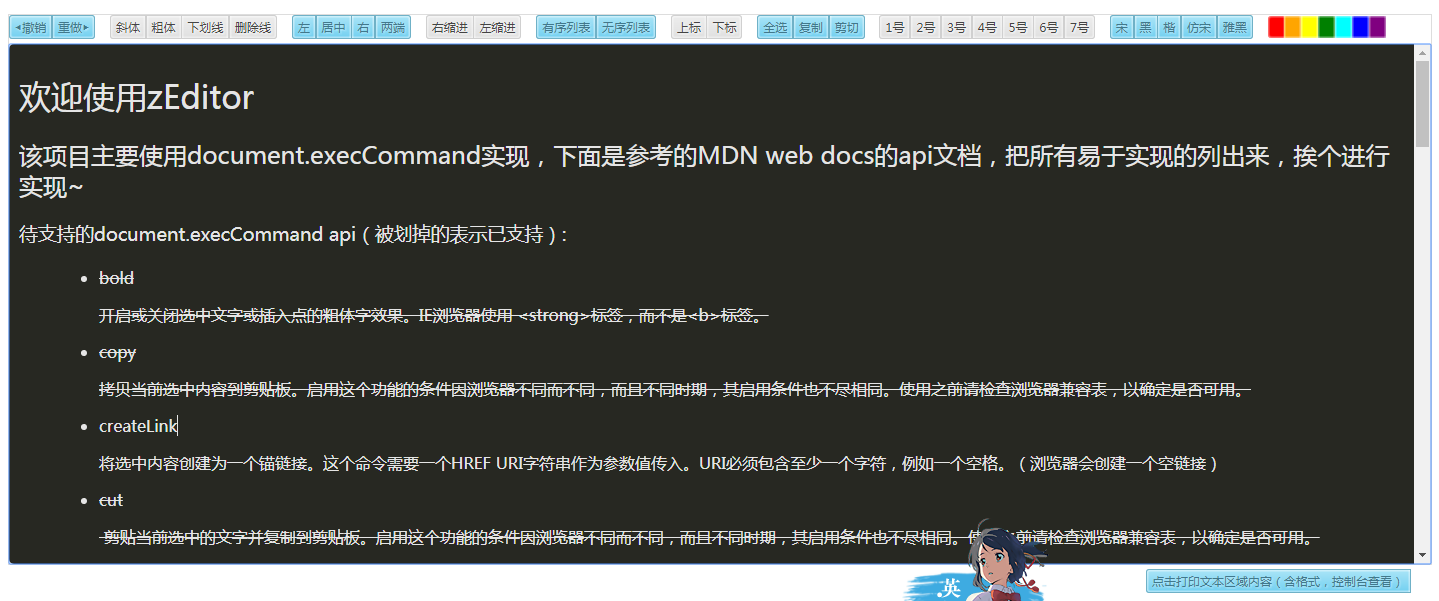 ◂撤销 重做▸ 斜体 粗体 下划线 删除线 左 居中 右 两端 右缩进 左缩进 有序列表 无序列表 上标 下标 全选 复制 剪切 1号 2号 3号 4号 5号 6号 7号 宋 黑 楷 仿宋 雅黑
欢迎使用zEditor
该项目主要使用document.execCommand实现，下面是参考的MDN web docs的api文档，把所有易于实现的列出来，挨个进行
实现~
待支持的document.execCommand api（被划掉的表示已支持）:
• bold
开启或关闭选中文字或插入点的粗体字效果。IE浏览器使用 <strong>标签，而不是<b>标签。
• copy
拷贝当前选中内容到剪贴板。启用这个功能的条件因浏览器不同而不同，而且不同时期，其启用条件也不尽相同。使用之前请检查浏览器兼容表，以确定是否可用。
• createLink
将选中内容创建为一个锚链接。这个命令需要一个HREF URI字符串作为参数值传入。URI必须包含至少一个字符，例如一个空格。（浏览器会创建一个空链接）
• cut
剪贴当前选中的文字并复制到剪贴板。启用这个功能的条件因浏览器不同而不同，而且不同时期，其启用条件也不尽相同。使 前请检查浏览器兼容表，以确定是否可用。
点击打印文本区域内容（含格式，控制台查看）
英